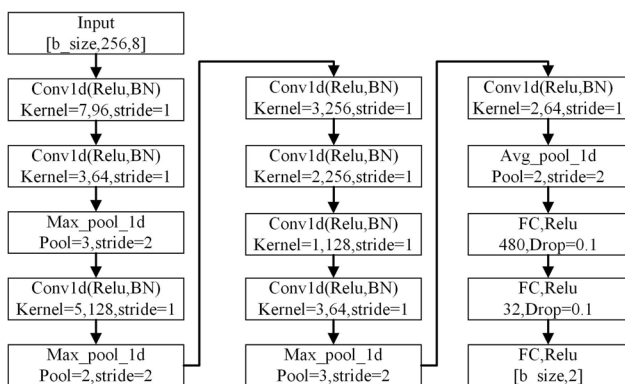 Input
[b_size,256,8]
Conv1d(Relu,BN)
Kernel=7,96,stride=1
Conv1d(Relu,BN)
Kernel=3,64,stride=1
Max_pool_1d
Pool=3,stride=2
Conv1d(Relu,BN)
Kernel=5,128,stride=1
Max_pool_1d
Pool=2,stride=2
Conv1d(Relu,BN)
Kernel=3,256,stride=1
Conv1d(Relu,BN)
Kernel=2,256,stride=1
Conv1d(Relu,BN)
Kernel=1,128,stride=1
Conv1d(Relu,BN)
Kernel=3,64,stride=1
Max_pool_1d
Pool=3,stride=2
Conv1d(Relu,BN)
Kernel=2,64,stride=1
Avg_pool_1d
Pool=2,stride=2
FC,Relu
480,Drop=0.1
FC,Relu
32,Drop=0.1
FC,Relu
[b_size,2]